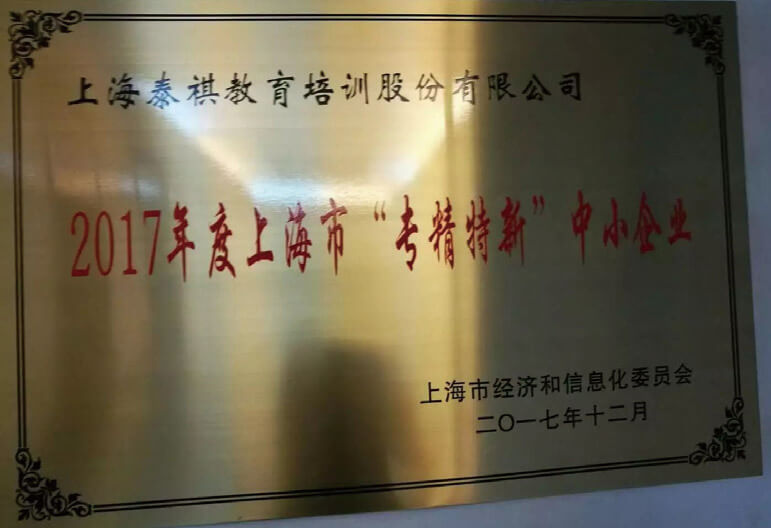 上海泰祺教育培训股份有限公司
2017年度上海市“专精特新”中小企业
上海市经济和信息化委员会
二〇一七年十二月